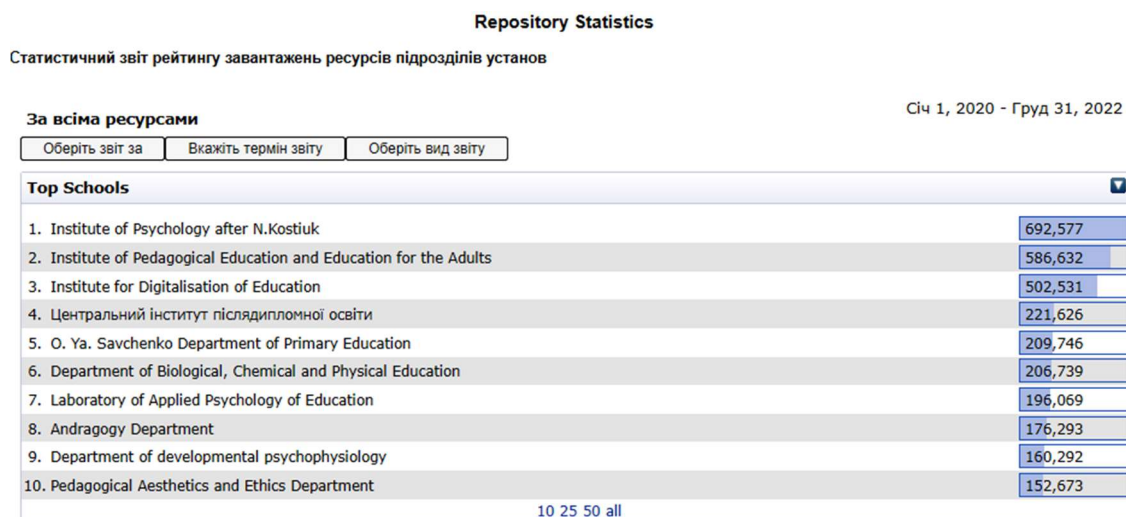 Repository Statistics
Статистичний звіт рейтингу завантажень ресурсів підрозділів установ
Січ 1, 2020 - Груд 31, 2022
За всіма ресурсами
Оберіть звіт за Вкажіть термін звіту Оберіть вид звіту
Top Schools
1. Institute of Psychology after N.Kostiuk 692,577
2. Institute of Pedagogical Education and Education for the Adults 586,632
3. Institute for Digitalisation of Education 502,531
4. Центральний інститут післядипломної освіти 221,626
5. O. Ya. Savchenko Department of Primary Education 209,746
6. Department of Biological, Chemical and Physical Education 206,739
7. Laboratory of Applied Psychology of Education 196,069
8. Andragogy Department 176,293
9. Department of developmental psychophysiology 160,292
10. Pedagogical Aesthetics and Ethics Department 152,673
10 25 50 all